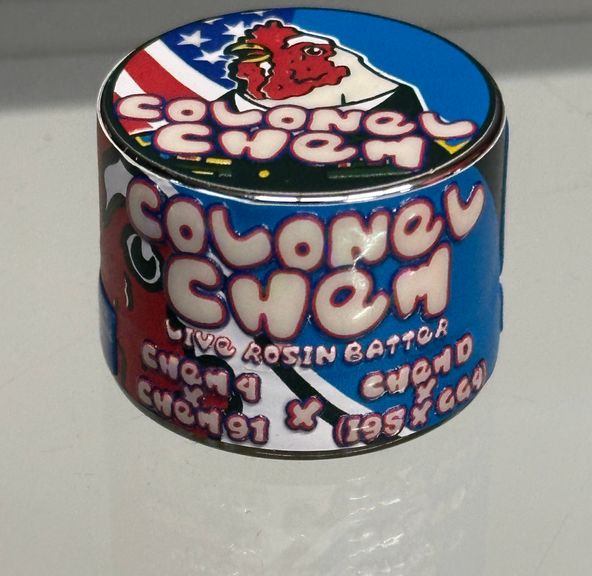 COLONEL
CHEM
COLONEL
CHEM
LIVE ROSIN BATTER
CHEM 4 CHEM D
X X X
CHEM 91 (I95 X GG4)